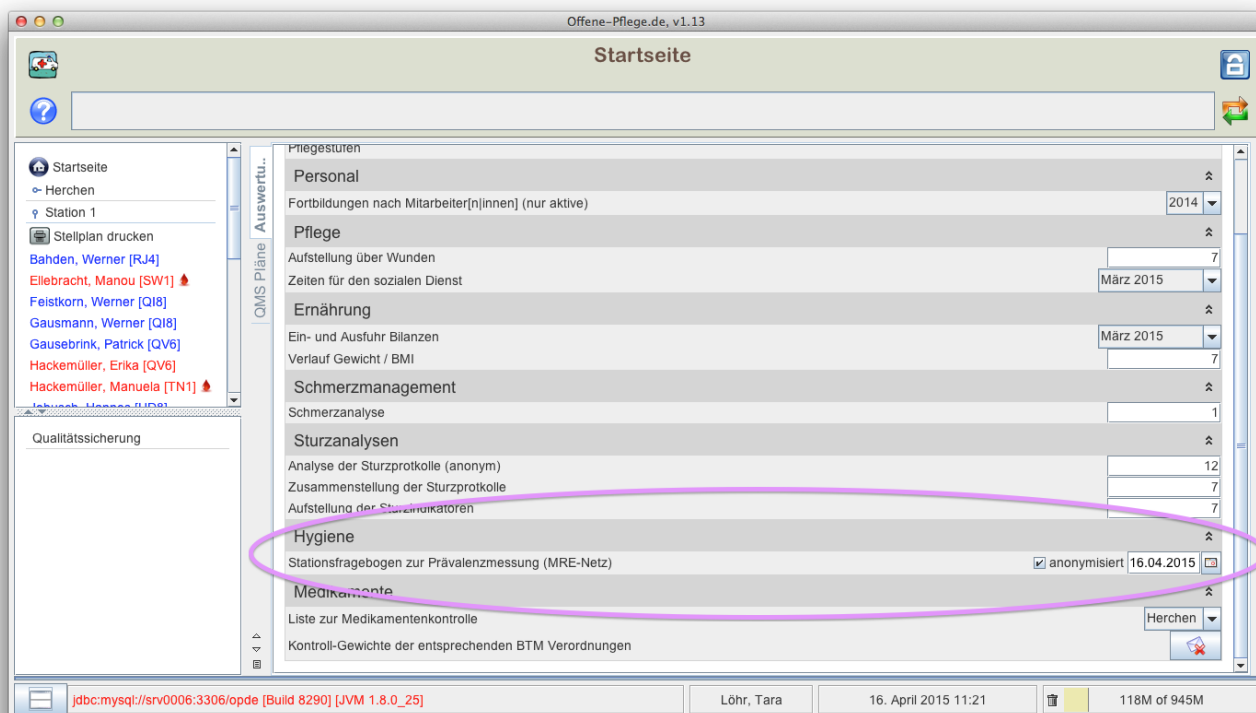 Offene-Pflege.de, v1.13
Startseite
?
Startseite
Herchen
Station 1
Stellplan drucken
Bahden, Werner [RJ4]
Ellebracht, Manou [SW1]
Feistkorn, Werner [QI8]
Gausmann, Werner [QI8]
Gausebrink, Patrick [QV6]
Hackemüller, Erika [QV6]
Hackemüller, Manuela [TN1]
Qualitätssicherung
Auswertu..
QMS Pläne
Pflegestufen
Personal
Fortbildungen nach Mitarbeiter[n|innen] (nur aktive) 2014
Pflege
Aufstellung über Wunden 7
Zeiten für den sozialen Dienst März 2015
Ernährung
Ein- und Ausfuhr Bilanzen März 2015
Verlauf Gewicht / BMI 7
Schmerzmanagement
Schmerzanalyse 1
Sturzanalysen
Analyse der Sturzprotkolle (anonym) 12
Zusammenstellung der Sturzprotkolle 7
Aufstellung der Sturzindikatoren 7
Hygiene
Stationsfragebogen zur Prävalenzmessung (MRE-Netz) anonymisiert 16.04.2015
Medikamente
Liste zur Medikamentenkontrolle Herchen
Kontroll-Gewichte der entsprechenden BTM Verordnungen
jdbc:mysql://srv0006:3306/opde [Build 8290] [JVM 1.8.0_25] Löhr, Tara 16. April 2015 11:21 118M of 945M